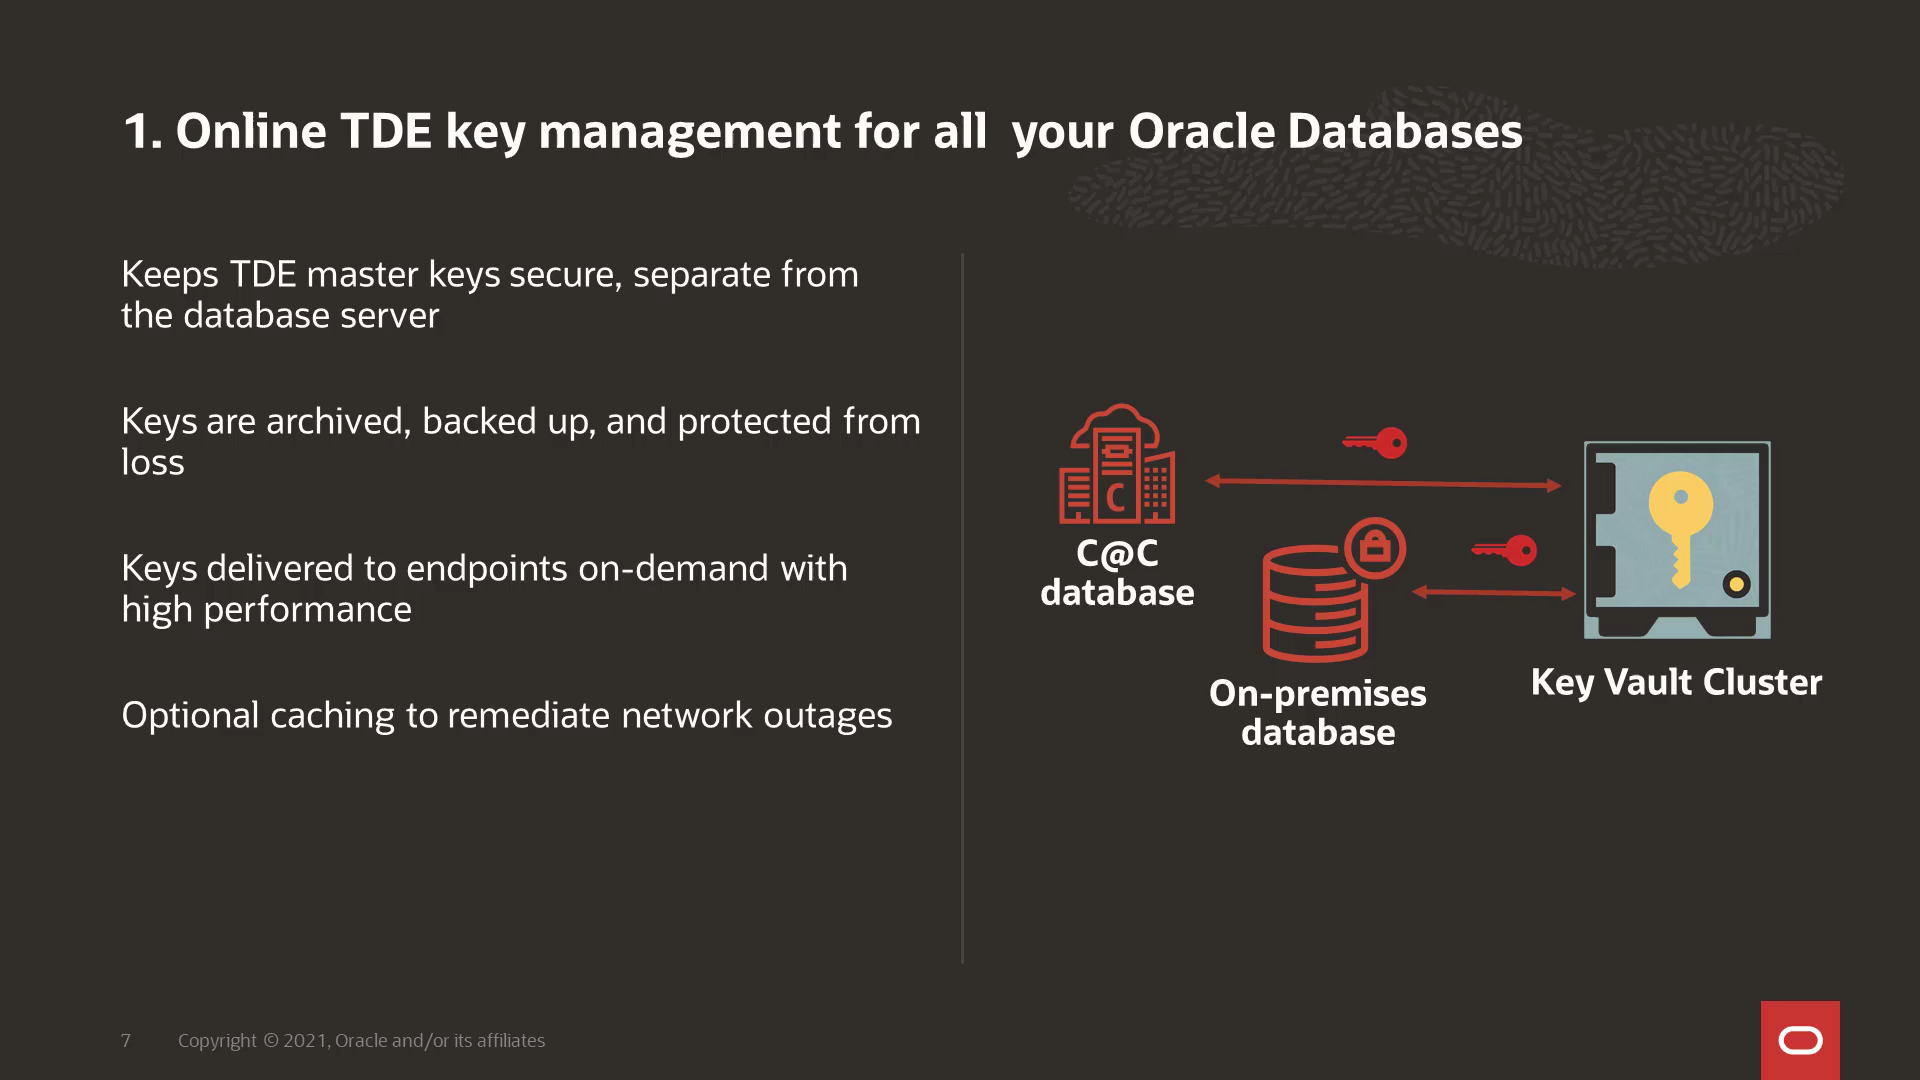 1. Online TDE key management for all  your Oracle Databases
Keeps TDE master keys secure, separate from
the database server
Keys are archived, backed up, and protected from
loss
Keys delivered to endpoints on-demand with
high performance
Optional caching to remediate network outages
C
C@C
database
On-premises
database
Key Vault Cluster
7 Copyright © 2021, Oracle and/or its affiliates